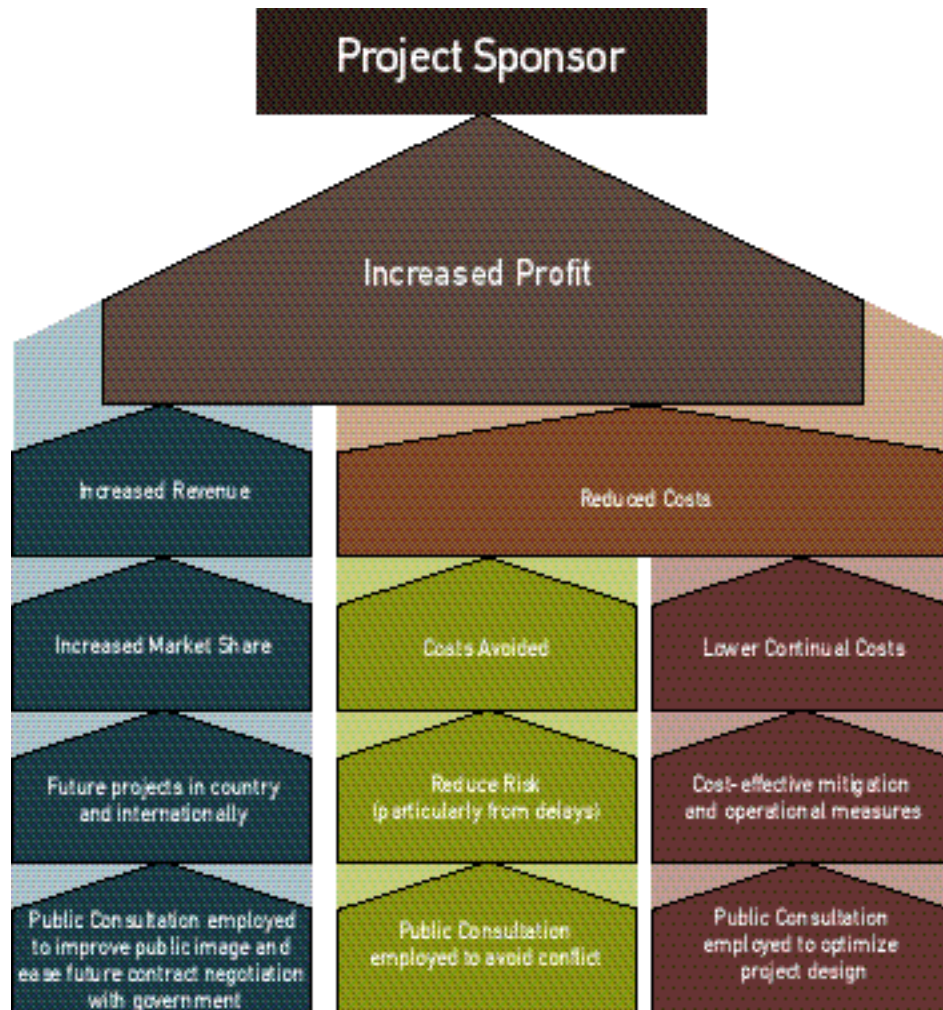 Project Sponsor
Increased Profit
Increased Revenue
Reduced Costs
Increased Market Share
Costs Avoided
Lower Continual Costs
Future projects in country
and internationally
Reduce Risk
(particularly from delays)
Cost-effective mitigation
and operational measures
Public Consultation employed
to improve public image and
ease future contract negotiation
with government
Public Consultation
employed to avoid conflict
Public Consultation
employed to optimize
project design